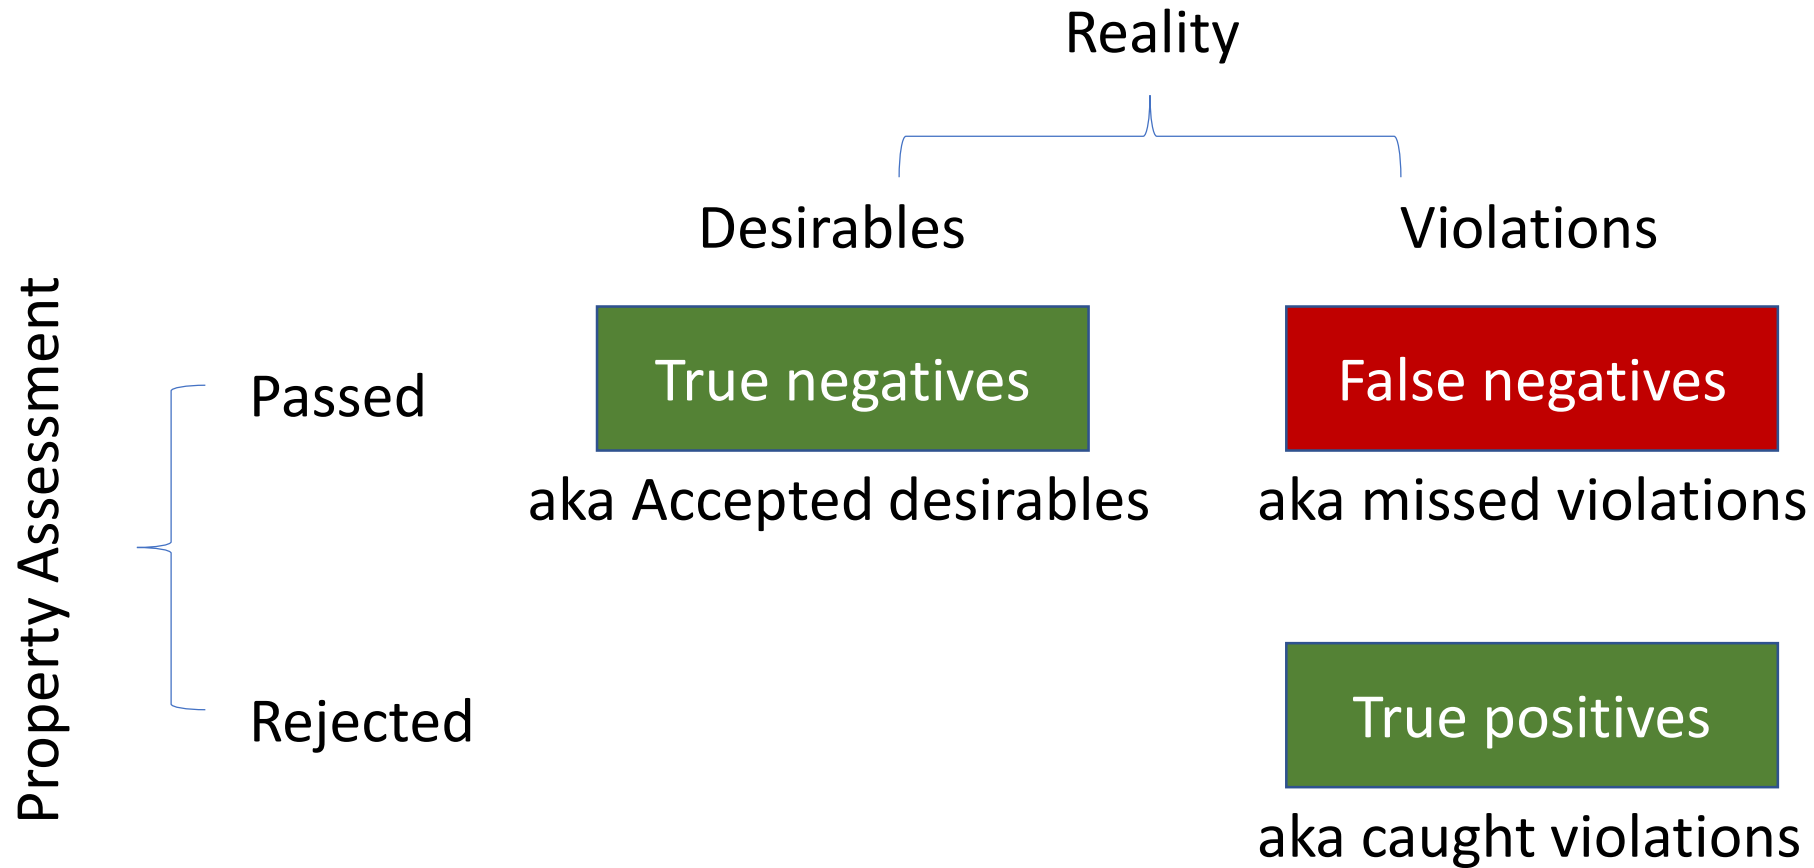 Reality
Desirables
Violations
Property Assessment
Passed
True negatives
False negatives
aka Accepted desirables
aka missed violations
Rejected
True positives
aka caught violations